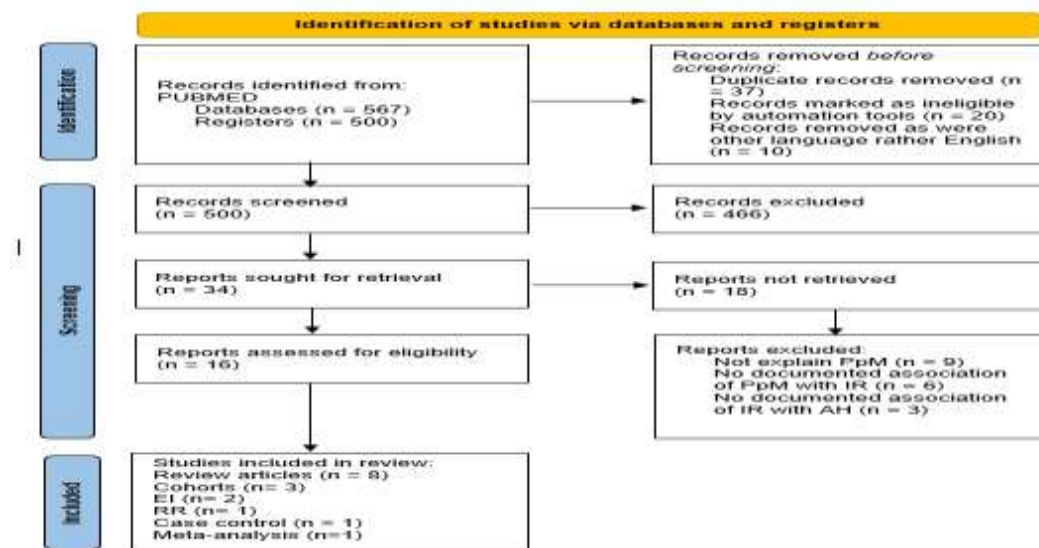 Identification of studies via databases and registers
Identification
Records identified from:
PUBMED
Databases (n = 567)
Registers (n = 500)
Records removed before
screening:
Duplicate records removed (n
= 37)
Records marked as ineligible
by automation tools (n = 20)
Records removed as were
other language rather English
(n = 10)
Screening
Records screened
(n = 500)
Records excluded
(n = 466)
Reports sought for retrieval
(n = 34)
Reports not retrieved
(n = 18)
Reports assessed for eligibility
(n = 16)
Reports excluded:
Not explain PpM (n = 9)
No documented association
of PpM with IR (n = 6)
No documented association
of IR with AH (n = 3)
Included
Studies included in review:
Review articles (n = 8)
Cohorts (n= 3)
EI (n= 2)
RR (n= 1)
Case control (n = 1)
Meta-analysis (n=1)